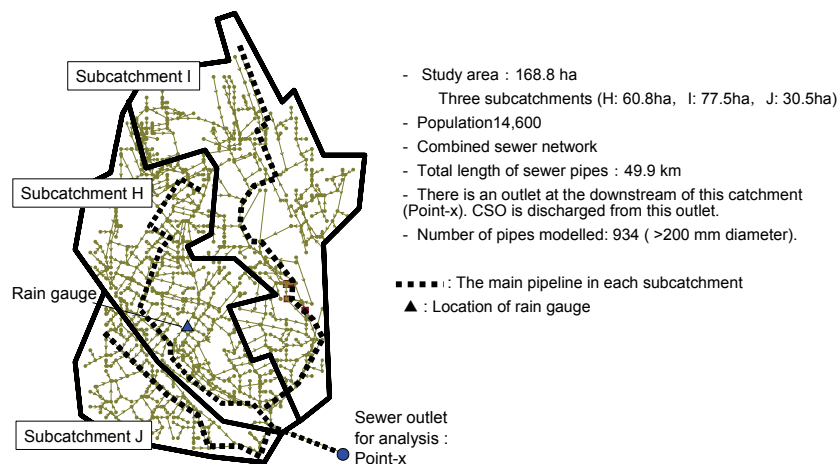 Subcatchment I
Subcatchment H
Rain gauge
Subcatchment J
Sewer outlet
for analysis :
Point-x
- Study area : 168.8 ha
Three subcatchments (H: 60.8ha, I: 77.5ha, J: 30.5ha)
- Population14,600
- Combined sewer network
- Total length of sewer pipes : 49.9 km
- There is an outlet at the downstream of this catchment
(Point-x). CSO is discharged from this outlet.
- Number of pipes modelled: 934 ( >200 mm diameter).
: The main pipeline in each subcatchment
: Location of rain gauge